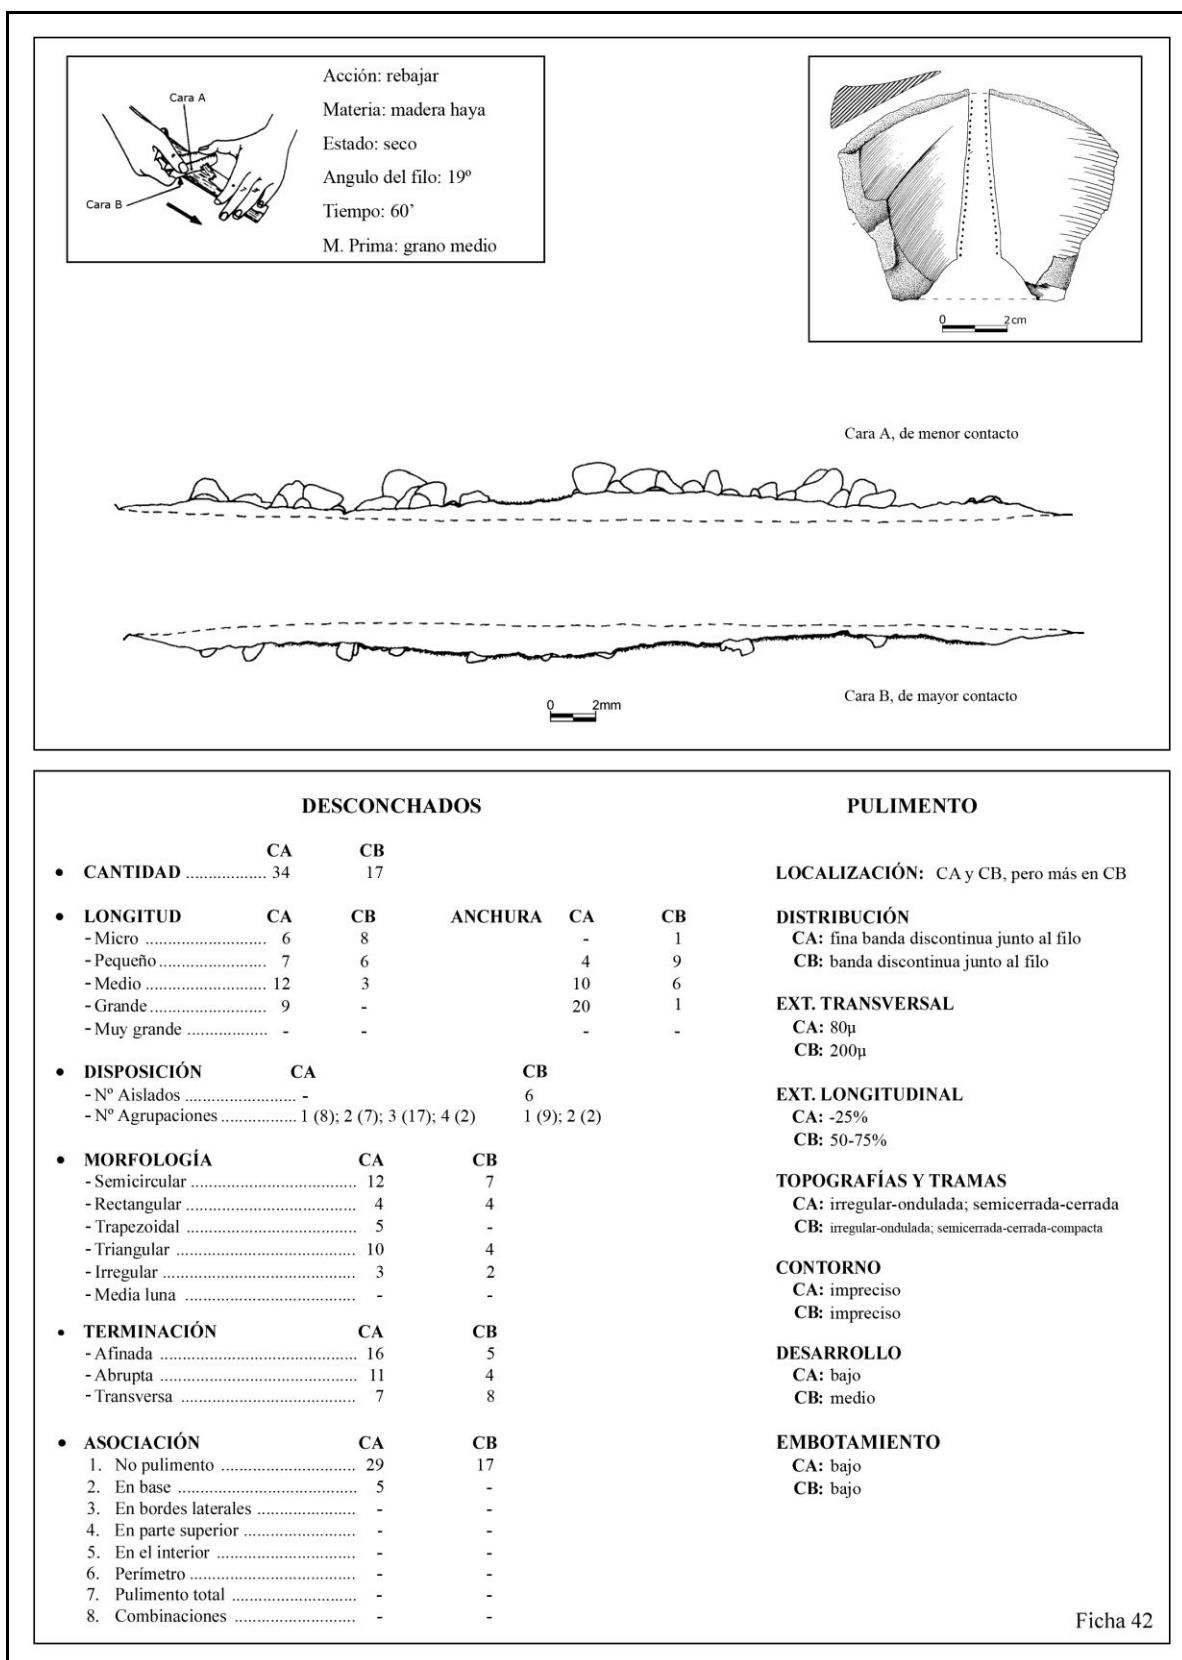 Cara A
Cara B
Acción: rebajar
Materia: madera haya
Estado: seco
Angulo del filo: 19º
Tiempo: 60’
M. Prima: grano medio
0 2cm
Cara A, de menor contacto
0 2mm
Cara B, de mayor contacto
DESCONCHADOS
CA CB
• CANTIDAD .................. 34 17
• LONGITUD CA CB ANCHURA CA CB
- Micro ........................... 6 8 - 1
- Pequeño ........................ 7 6 4 9
- Medio ........................... 12 3 10 6
- Grande .......................... 9 - 20 1
- Muy grande .................. - - - -
• DISPOSICIÓN CA CB
- Nº Aislados ......................... - 6
- Nº Agrupaciones ................. 1 (8); 2 (7); 3 (17); 4 (2) 1 (9); 2 (2)
• MORFOLOGÍA CA CB
- Semicircular ..................................... 12 7
- Rectangular ...................................... 4 4
- Trapezoidal ...................................... 5 -
- Triangular ........................................ 10 4
- Irregular ........................................... 3 2
- Media luna ...................................... - -
• TERMINACIÓN CA CB
- Afinada ............................................ 16 5
- Abrupta ............................................ 11 4
- Transversa ....................................... 7 8
• ASOCIACIÓN CA CB
1. No pulimento .............................. 29 17
2. En base ........................................ 5 -
3. En bordes laterales ...................... - -
4. En parte superior ......................... - -
5. En el interior ............................... - -
6. Perímetro ..................................... - -
7. Pulimento total ............................ - -
8. Combinaciones ........................... - -
PULIMENTO
LOCALIZACIÓN: CA y CB, pero más en CB
DISTRIBUCIÓN
CA: fina banda discontinua junto al filo
CB: banda discontinua junto al filo
EXT. TRANSVERSAL
CA: 80µ
CB: 200µ
EXT. LONGITUDINAL
CA: -25%
CB: 50-75%
TOPOGRAFÍAS Y TRAMAS
CA: irregular-ondulada; semicerrada-cerrada
CB: irregular-ondulada; semicerrada-cerrada-compacta
CONTORNO
CA: impreciso
CB: impreciso
DESARROLLO
CA: bajo
CB: medio
EMBOTAMIENTO
CA: bajo
CB: bajo
Ficha 42